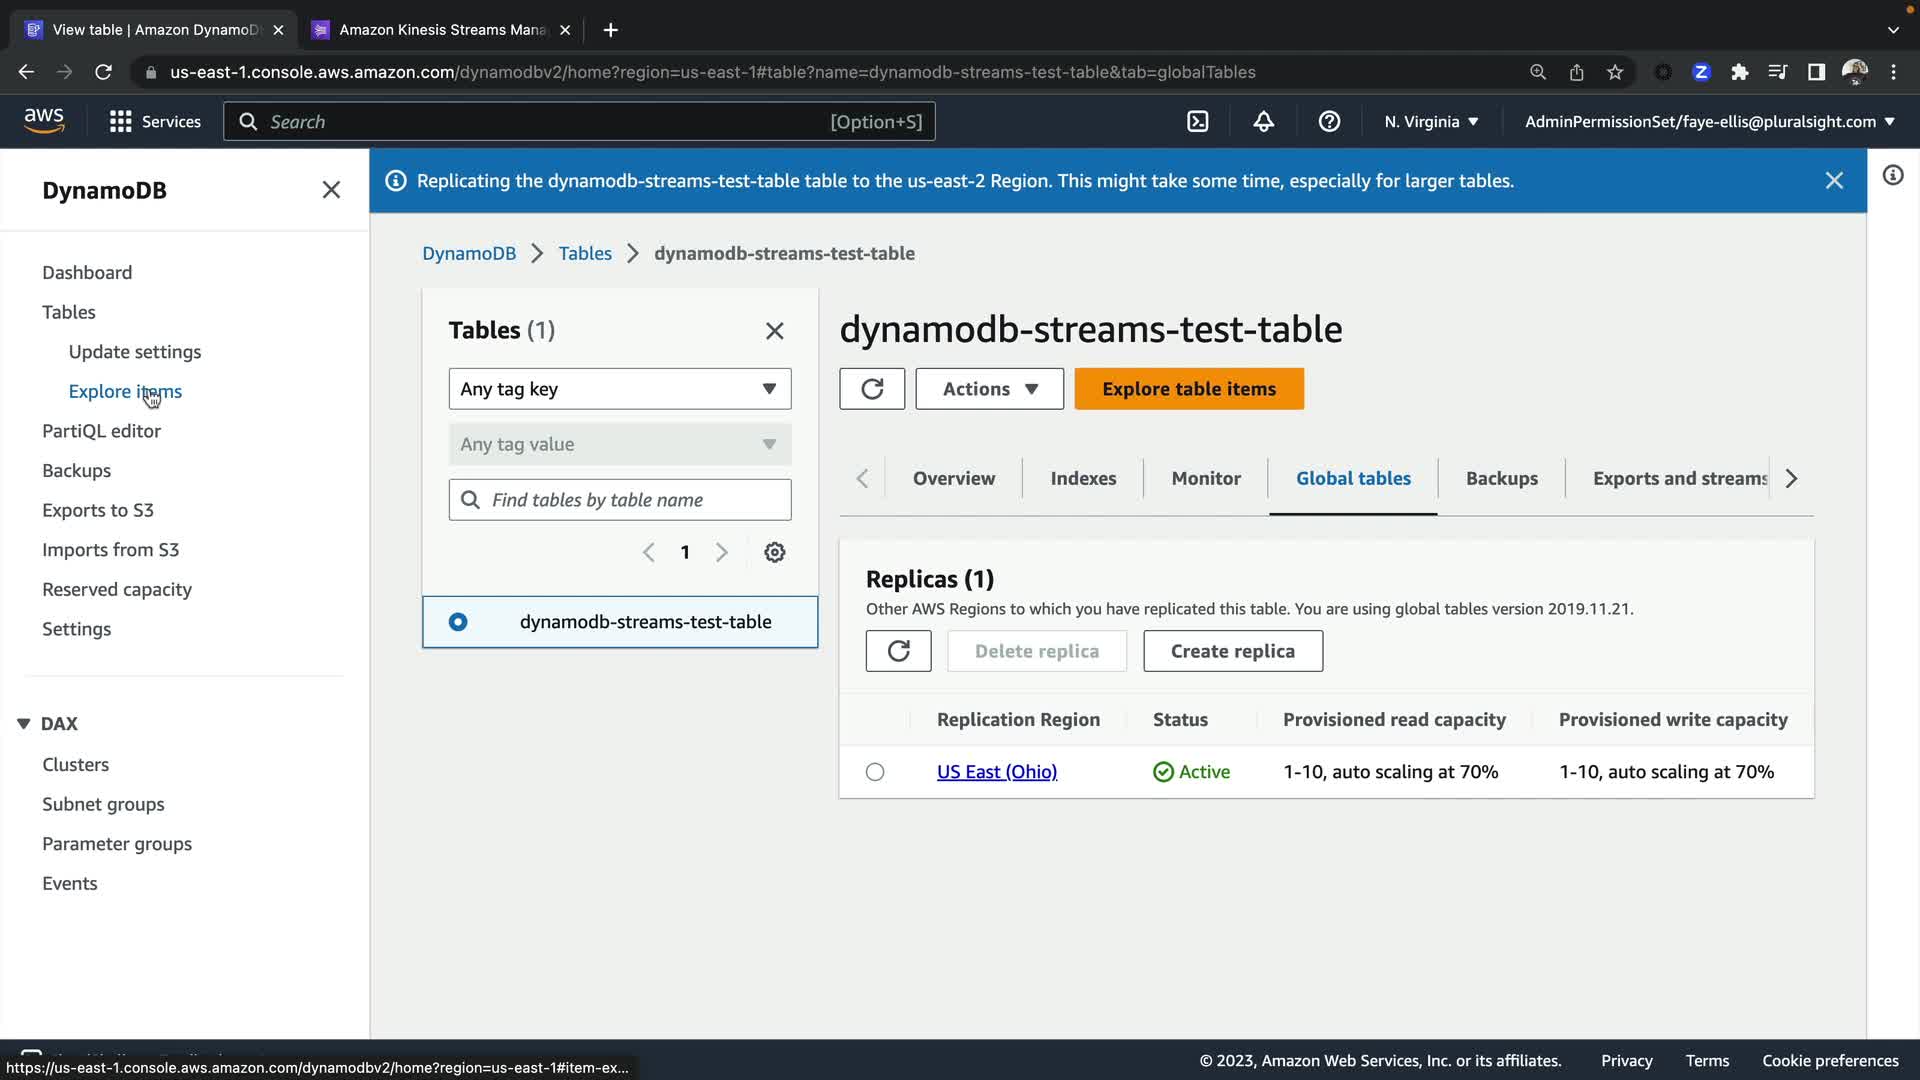 View table | Amazon DynamoD
Amazon Kinesis Streams Mana
us-east-1.console.aws.amazon.com/dynamodbv2/home?region=us-east-1#table?name=dynamodb-streams-test-table&tab=globalTables
Z
aws
Services
Search
[Option+S]
N. Virginia
AdminPermissionSet/faye-ellis@pluralsight.com
DynamoDB
Replicating the dynamodb-streams-test-table table to the us-east-2 Region. This might take some time, especially for larger tables.
Dashboard
Tables
Update settings
Explore items
PartiQL editor
Backups
Exports to S3
Imports from S3
Reserved capacity
Settings
DAX
Clusters
Subnet groups
Parameter groups
Events
DynamoDB
Tables
dynamodb-streams-test-table
Tables (1)
Any tag key
Any tag value
Find tables by table name
1
dynamodb-streams-test-table
dynamodb-streams-test-table
Actions
Explore table items
Overview
Indexes
Monitor
Global tables
Backups
Exports and streams
Replicas (1)
Other AWS Regions to which you have replicated this table. You are using global tables version 2019.11.21.
Delete replica
Create replica
Replication Region
Status
Provisioned read capacity
Provisioned write capacity
US East (Ohio)
Active
1-10, auto scaling at 70%
1-10, auto scaling at 70%
https://us-east-1.console.aws.amazon.com/dynamodbv2/home?region=us-east-1#item-ex...
© 2023, Amazon Web Services, Inc. or its affiliates.
Privacy
Terms
Cookie preferences